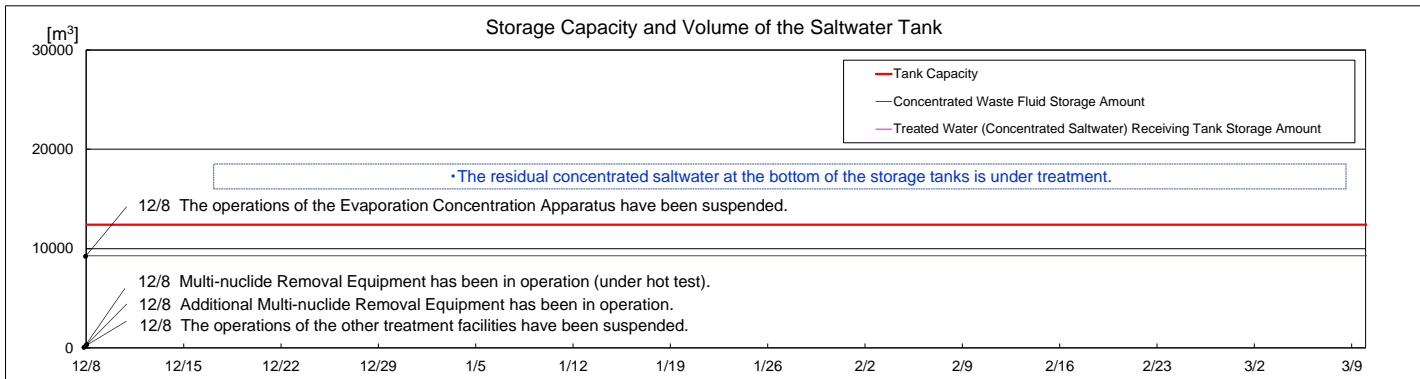 Storage Capacity and Volume of the Saltwater Tank
[m³]
30000
Tank Capacity
Concentrated Waste Fluid Storage Amount
Treated Water (Concentrated Saltwater) Receiving Tank Storage Amount
20000
・The residual concentrated saltwater at the bottom of the storage tanks is under treatment.
12/8 The operations of the Evaporation Concentration Apparatus have been suspended.
10000
12/8 Multi-nuclide Removal Equipment has been in operation (under hot test).
12/8 Additional Multi-nuclide Removal Equipment has been in operation.
12/8 The operations of the other treatment facilities have been suspended.
0
12/8 12/15 12/22 12/29 1/5 1/12 1/19 1/26 2/2 2/9 2/16 2/23 3/2 3/9